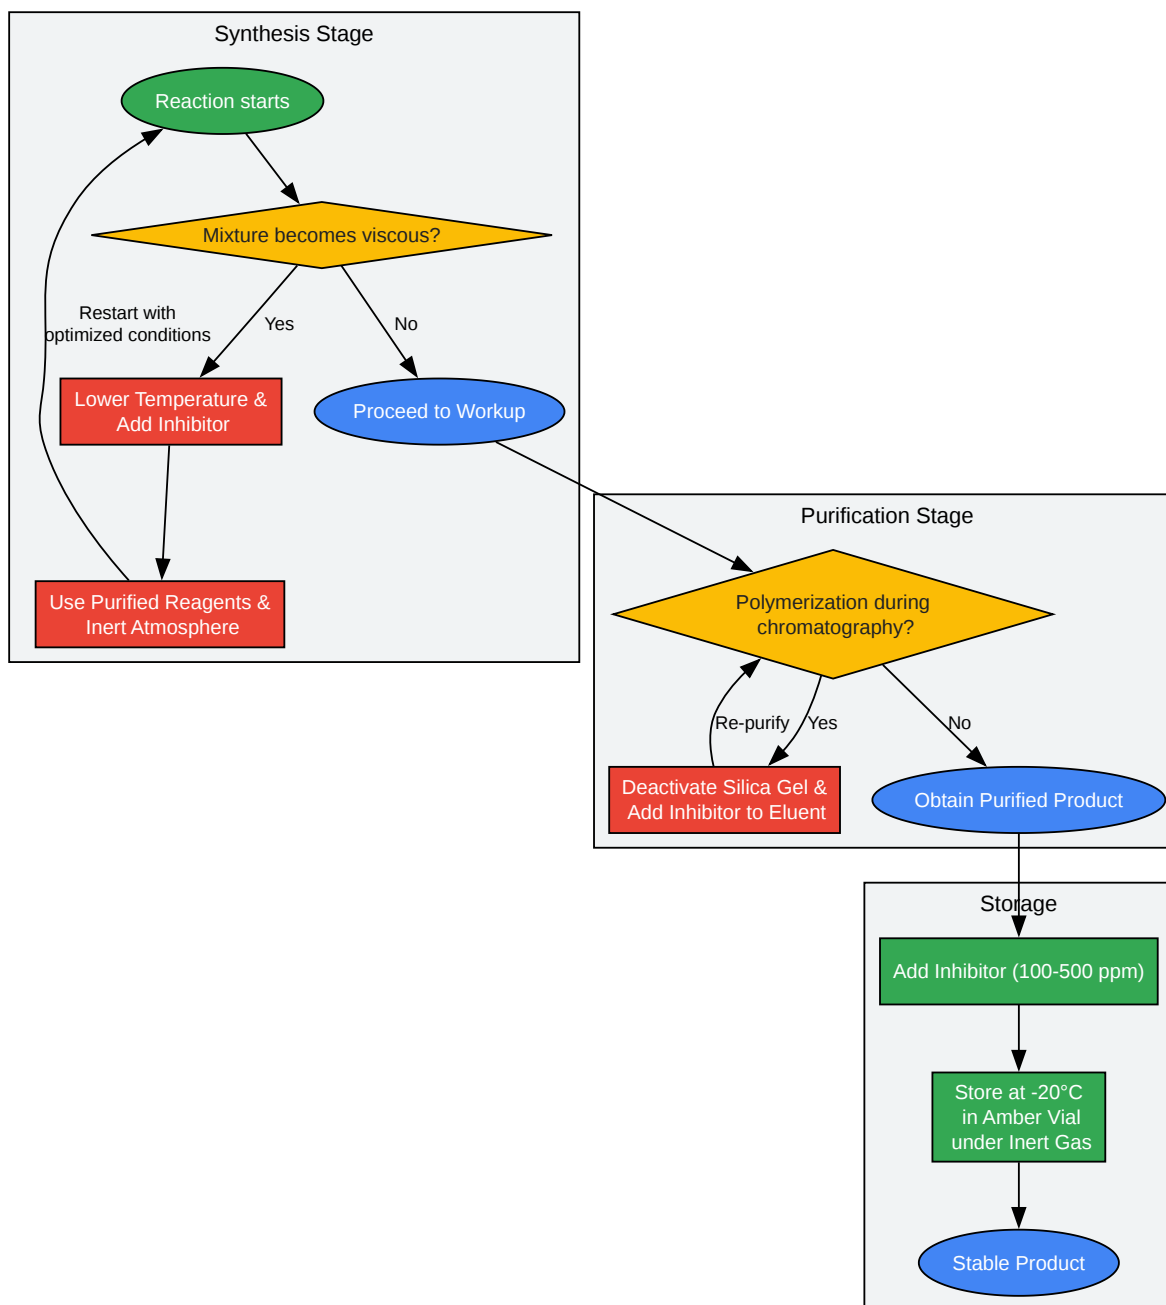 Synthesis Stage
Reaction starts
Mixture becomes viscous?
Restart with
optimized conditions
Yes
No
Lower Temperature &
Add Inhibitor
Proceed to Workup
Use Purified Reagents &
Inert Atmosphere
Purification Stage
Polymerization during
chromatography?
Re-purify
Yes
No
Deactivate Silica Gel &
Add Inhibitor to Eluent
Obtain Purified Product
Storage
Add Inhibitor (100-500 ppm)
Store at -20°C
in Amber Vial
under Inert Gas
Stable Product